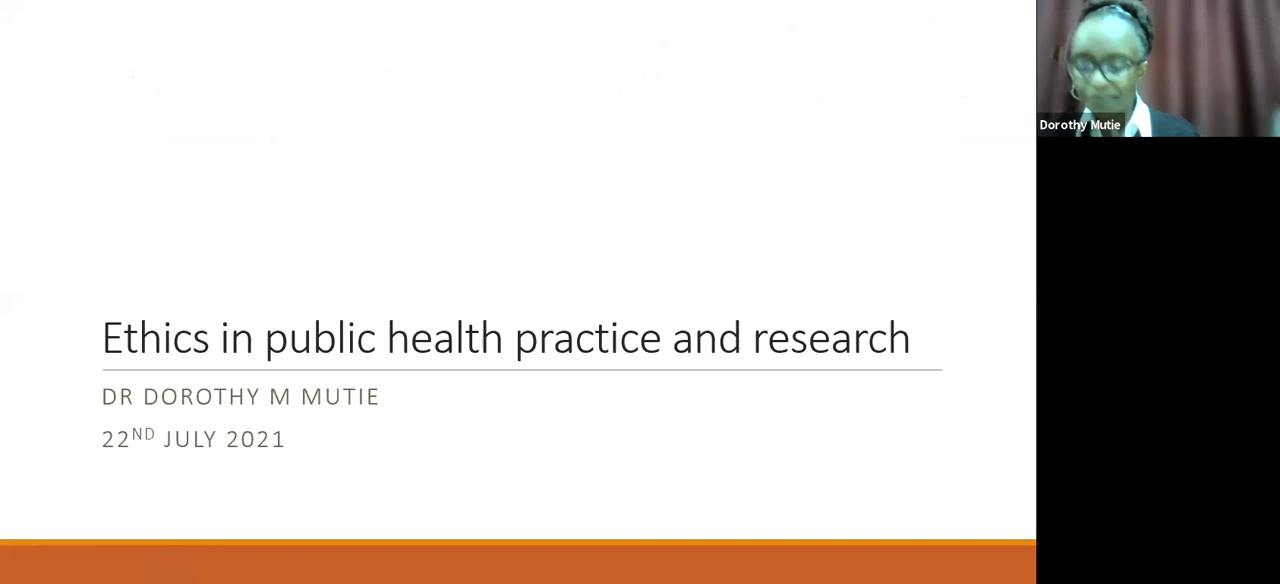 Ethics in public health practice and research
DR DOROTHY M MUTIE
22ND JULY 2021
Dorothy Mutie